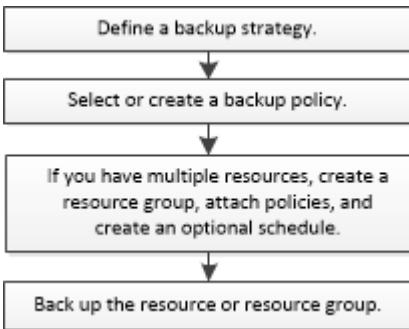 Define a backup strategy.
Select or create a backup policy.
If you have multiple resources, create a
resource group, attach policies, and
create an optional schedule.
Back up the resource or resource group.